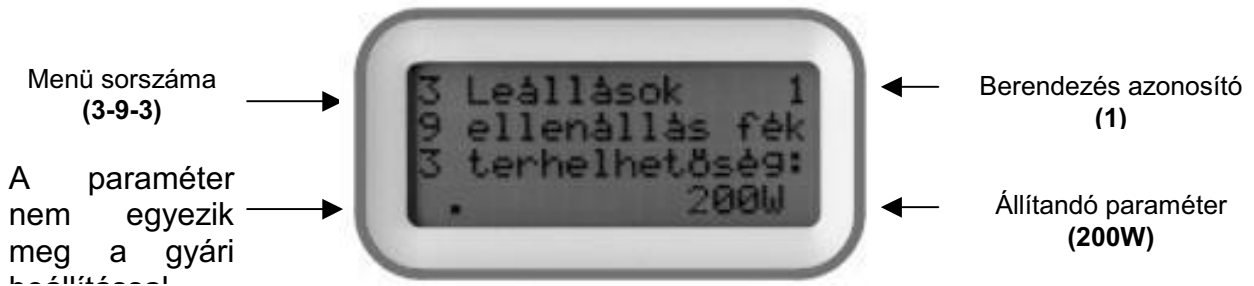 Menü sorszáma
(3-9-3)
A paraméter
nem egyezik
meg a gyári
beállítással
3 Leállások 1
9 ellenállás fék
3 terhelhetőség:
. 200W
Berendezés azonosító
(1)
Állítandó paraméter
(200W)